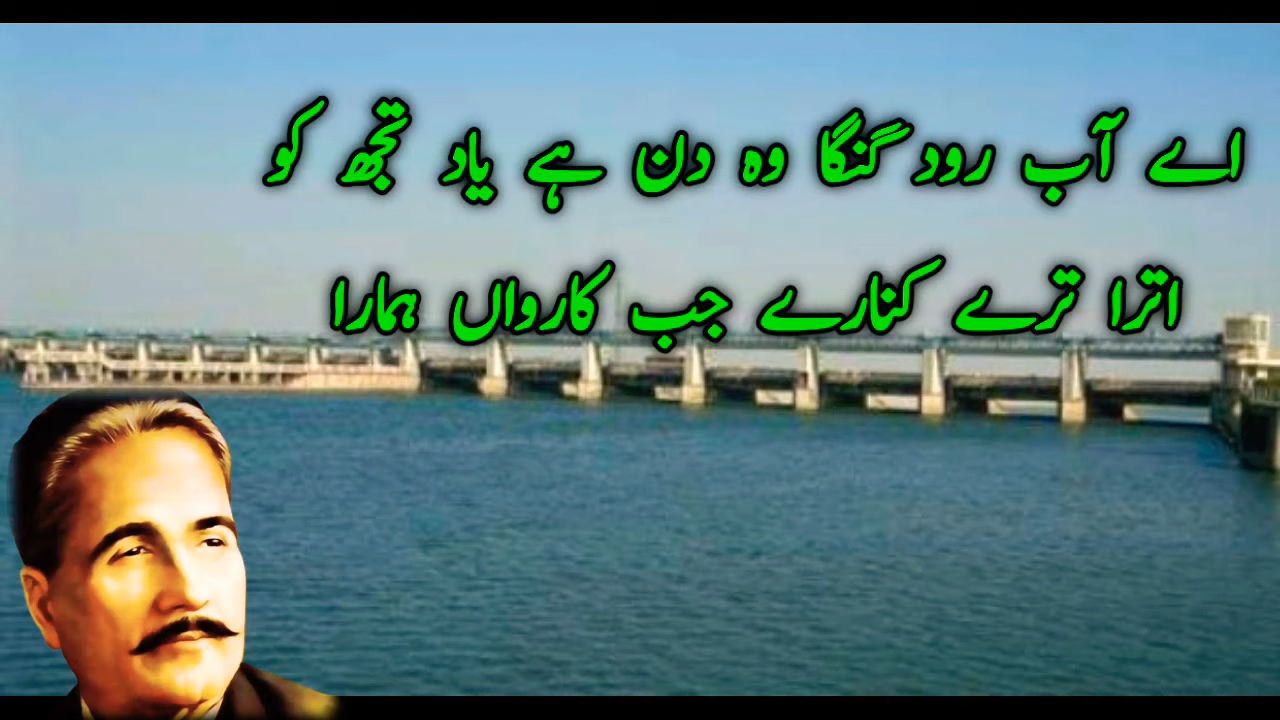 اے آب رود گنگا وہ دن ہے یاد تجھ کو
اترا ترے کنارے جب کارواں ہمارا